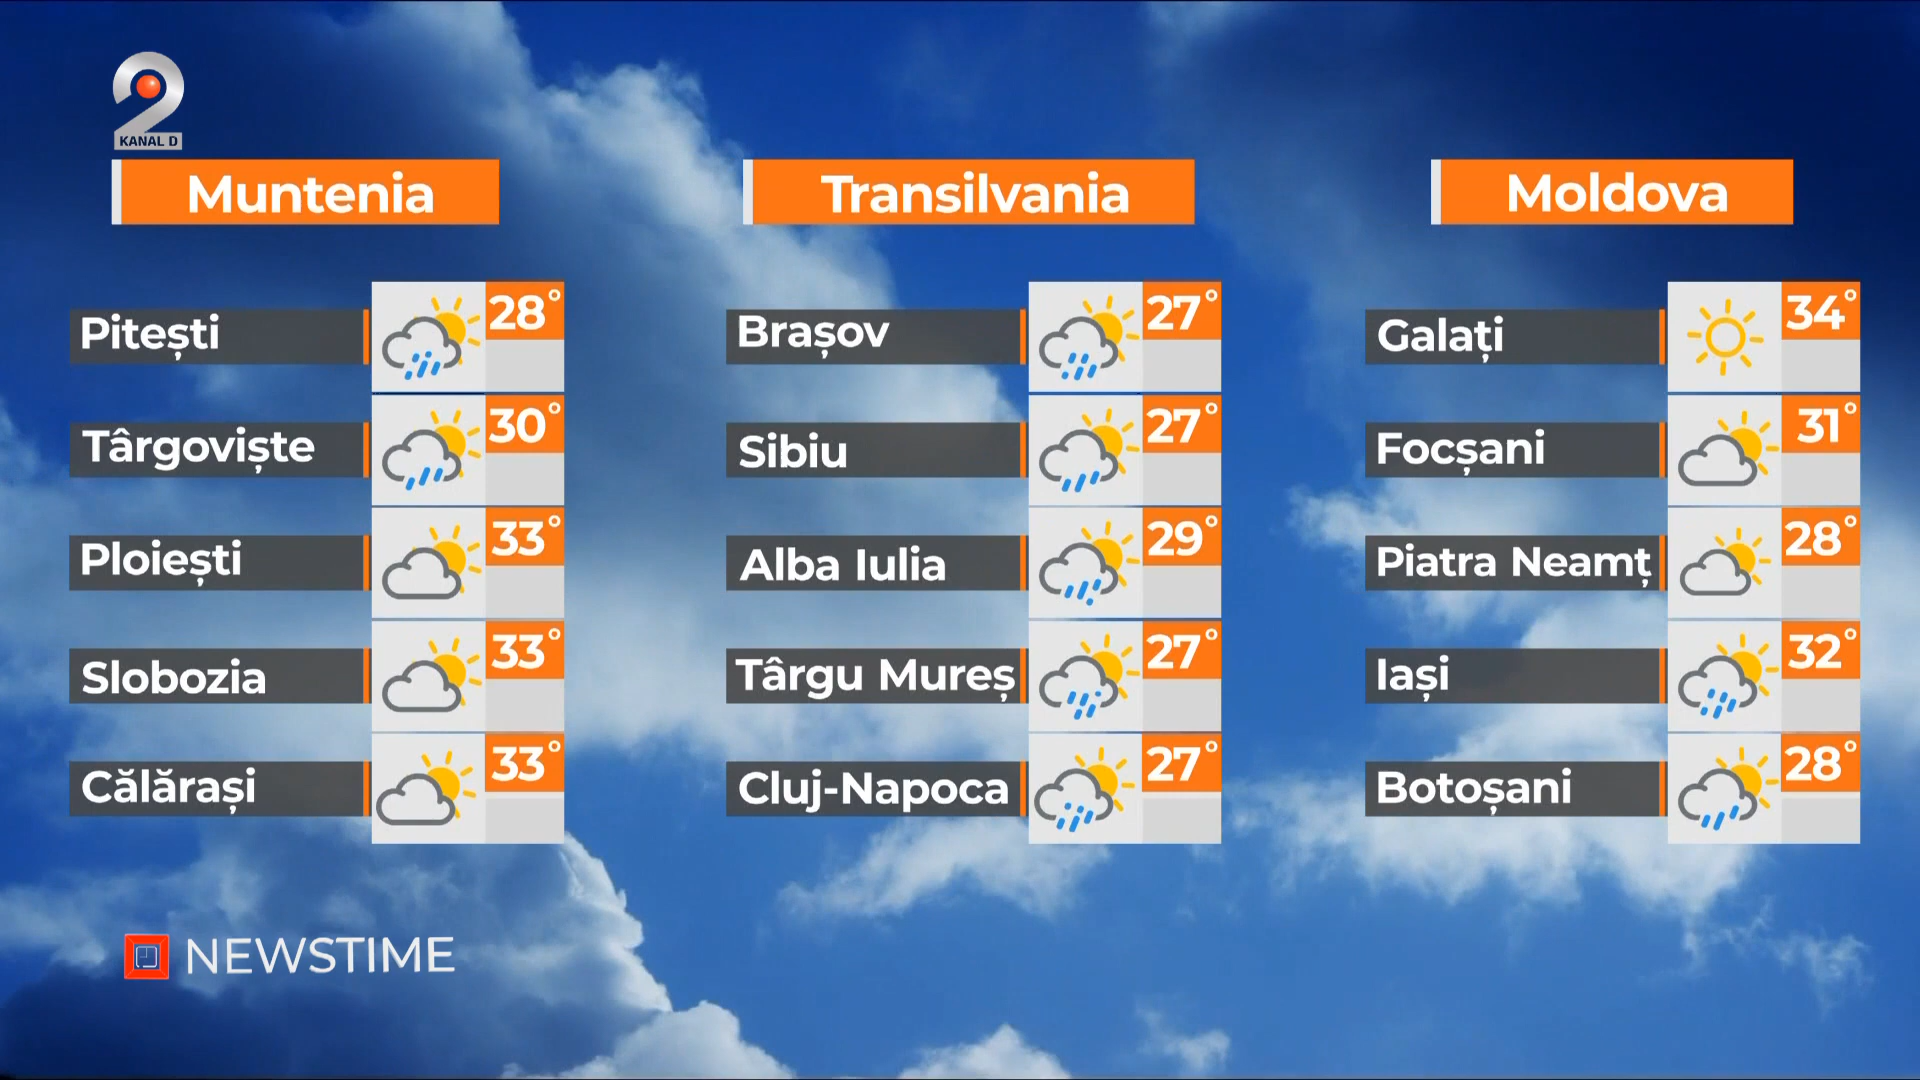 KANAL D
Muntenia
Pitești 28°
Târgoviște 30°
Ploiești 33°
Slobozia 33°
Călărași 33°
Transilvania
Brașov 27°
Sibiu 27°
Alba Iulia 29°
Târgu Mureș 27°
Cluj-Napoca 27°
Moldova
Galați 34°
Focșani 31°
Piatra Neamț 28°
Iași 32°
Botoșani 28°
NEWSTIME